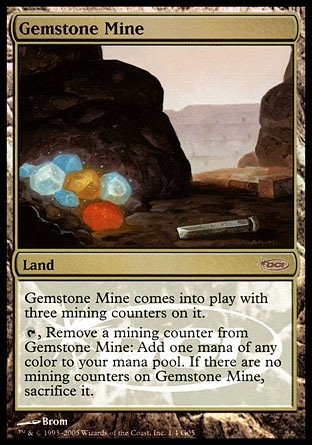 Gemstone Mine
Land
DCI
Gemstone Mine comes into play with
three mining counters on it.
, Remove a mining counter from
Gemstone Mine: Add one mana of any
color to your mana pool. If there are no
mining counters on Gemstone Mine,
sacrifice it.
Brom
™ & © 1993–2005 Wizards of the Coast, Inc. 1/4 G05